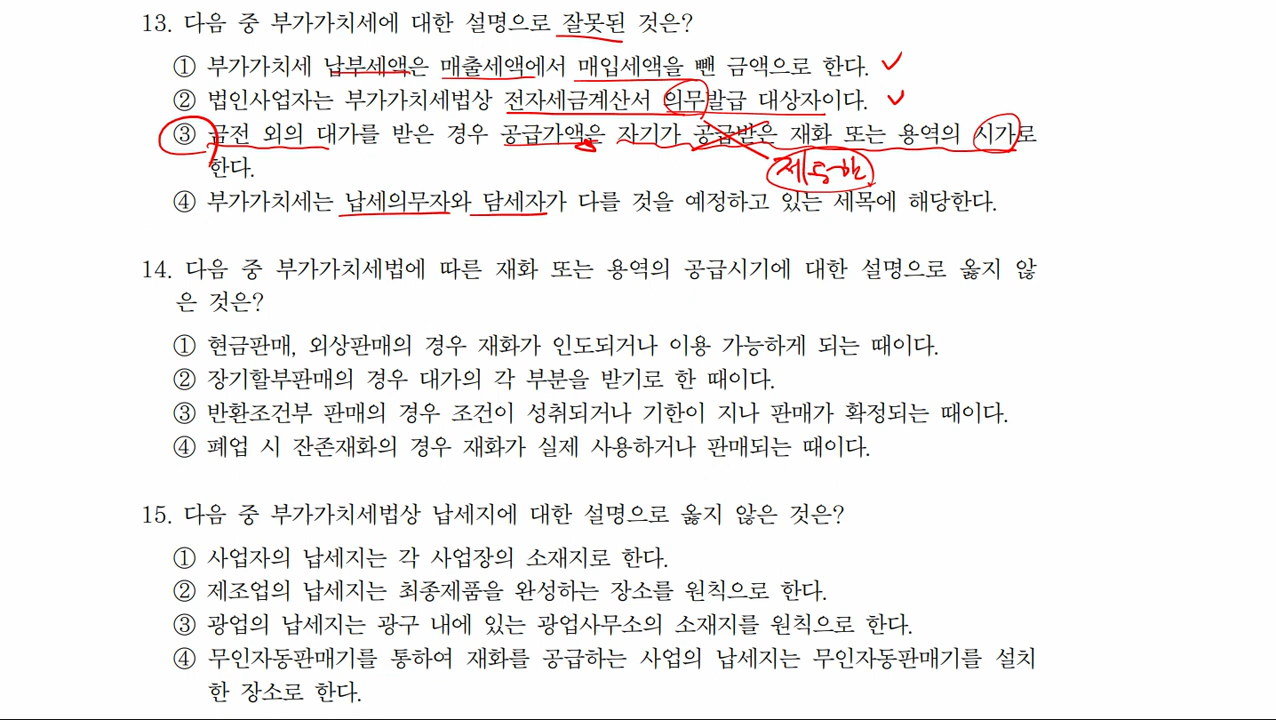 13. 다음 중 부가가치세에 대한 설명으로 잘못된 것은?
① 부가가치세 납부세액은 매출세액에서 매입세액을 뺀 금액으로 한다.
② 법인사업자는 부가가치세법상 전자세금계산서 의무발급 대상자이다.
③ 금전 외의 대가를 받은 경우 공급가액은 자기가 공급받은 재화 또는 용역의 시가로
한다.
제공한
④ 부가가치세는 납세의무자와 담세자가 다를 것을 예정하고 있는 세목에 해당한다.
14. 다음 중 부가가치세법에 따른 재화 또는 용역의 공급시기에 대한 설명으로 옳지 않
은 것은?
① 현금판매, 외상판매의 경우 재화가 인도되거나 이용 가능하게 되는 때이다.
② 장기할부판매의 경우 대가의 각 부분을 받기로 한 때이다.
③ 반환조건부 판매의 경우 조건이 성취되거나 기한이 지나 판매가 확정되는 때이다.
④ 폐업 시 잔존재화의 경우 재화가 실제 사용하거나 판매되는 때이다.
15. 다음 중 부가가치세법상 납세지에 대한 설명으로 옳지 않은 것은?
① 사업자의 납세지는 각 사업장의 소재지로 한다.
② 제조업의 납세지는 최종제품을 완성하는 장소를 원칙으로 한다.
③ 광업의 납세지는 광구 내에 있는 광업사무소의 소재지를 원칙으로 한다.
④ 무인자동판매기를 통하여 재화를 공급하는 사업의 납세지는 무인자동판매기를 설치
한 장소로 한다.